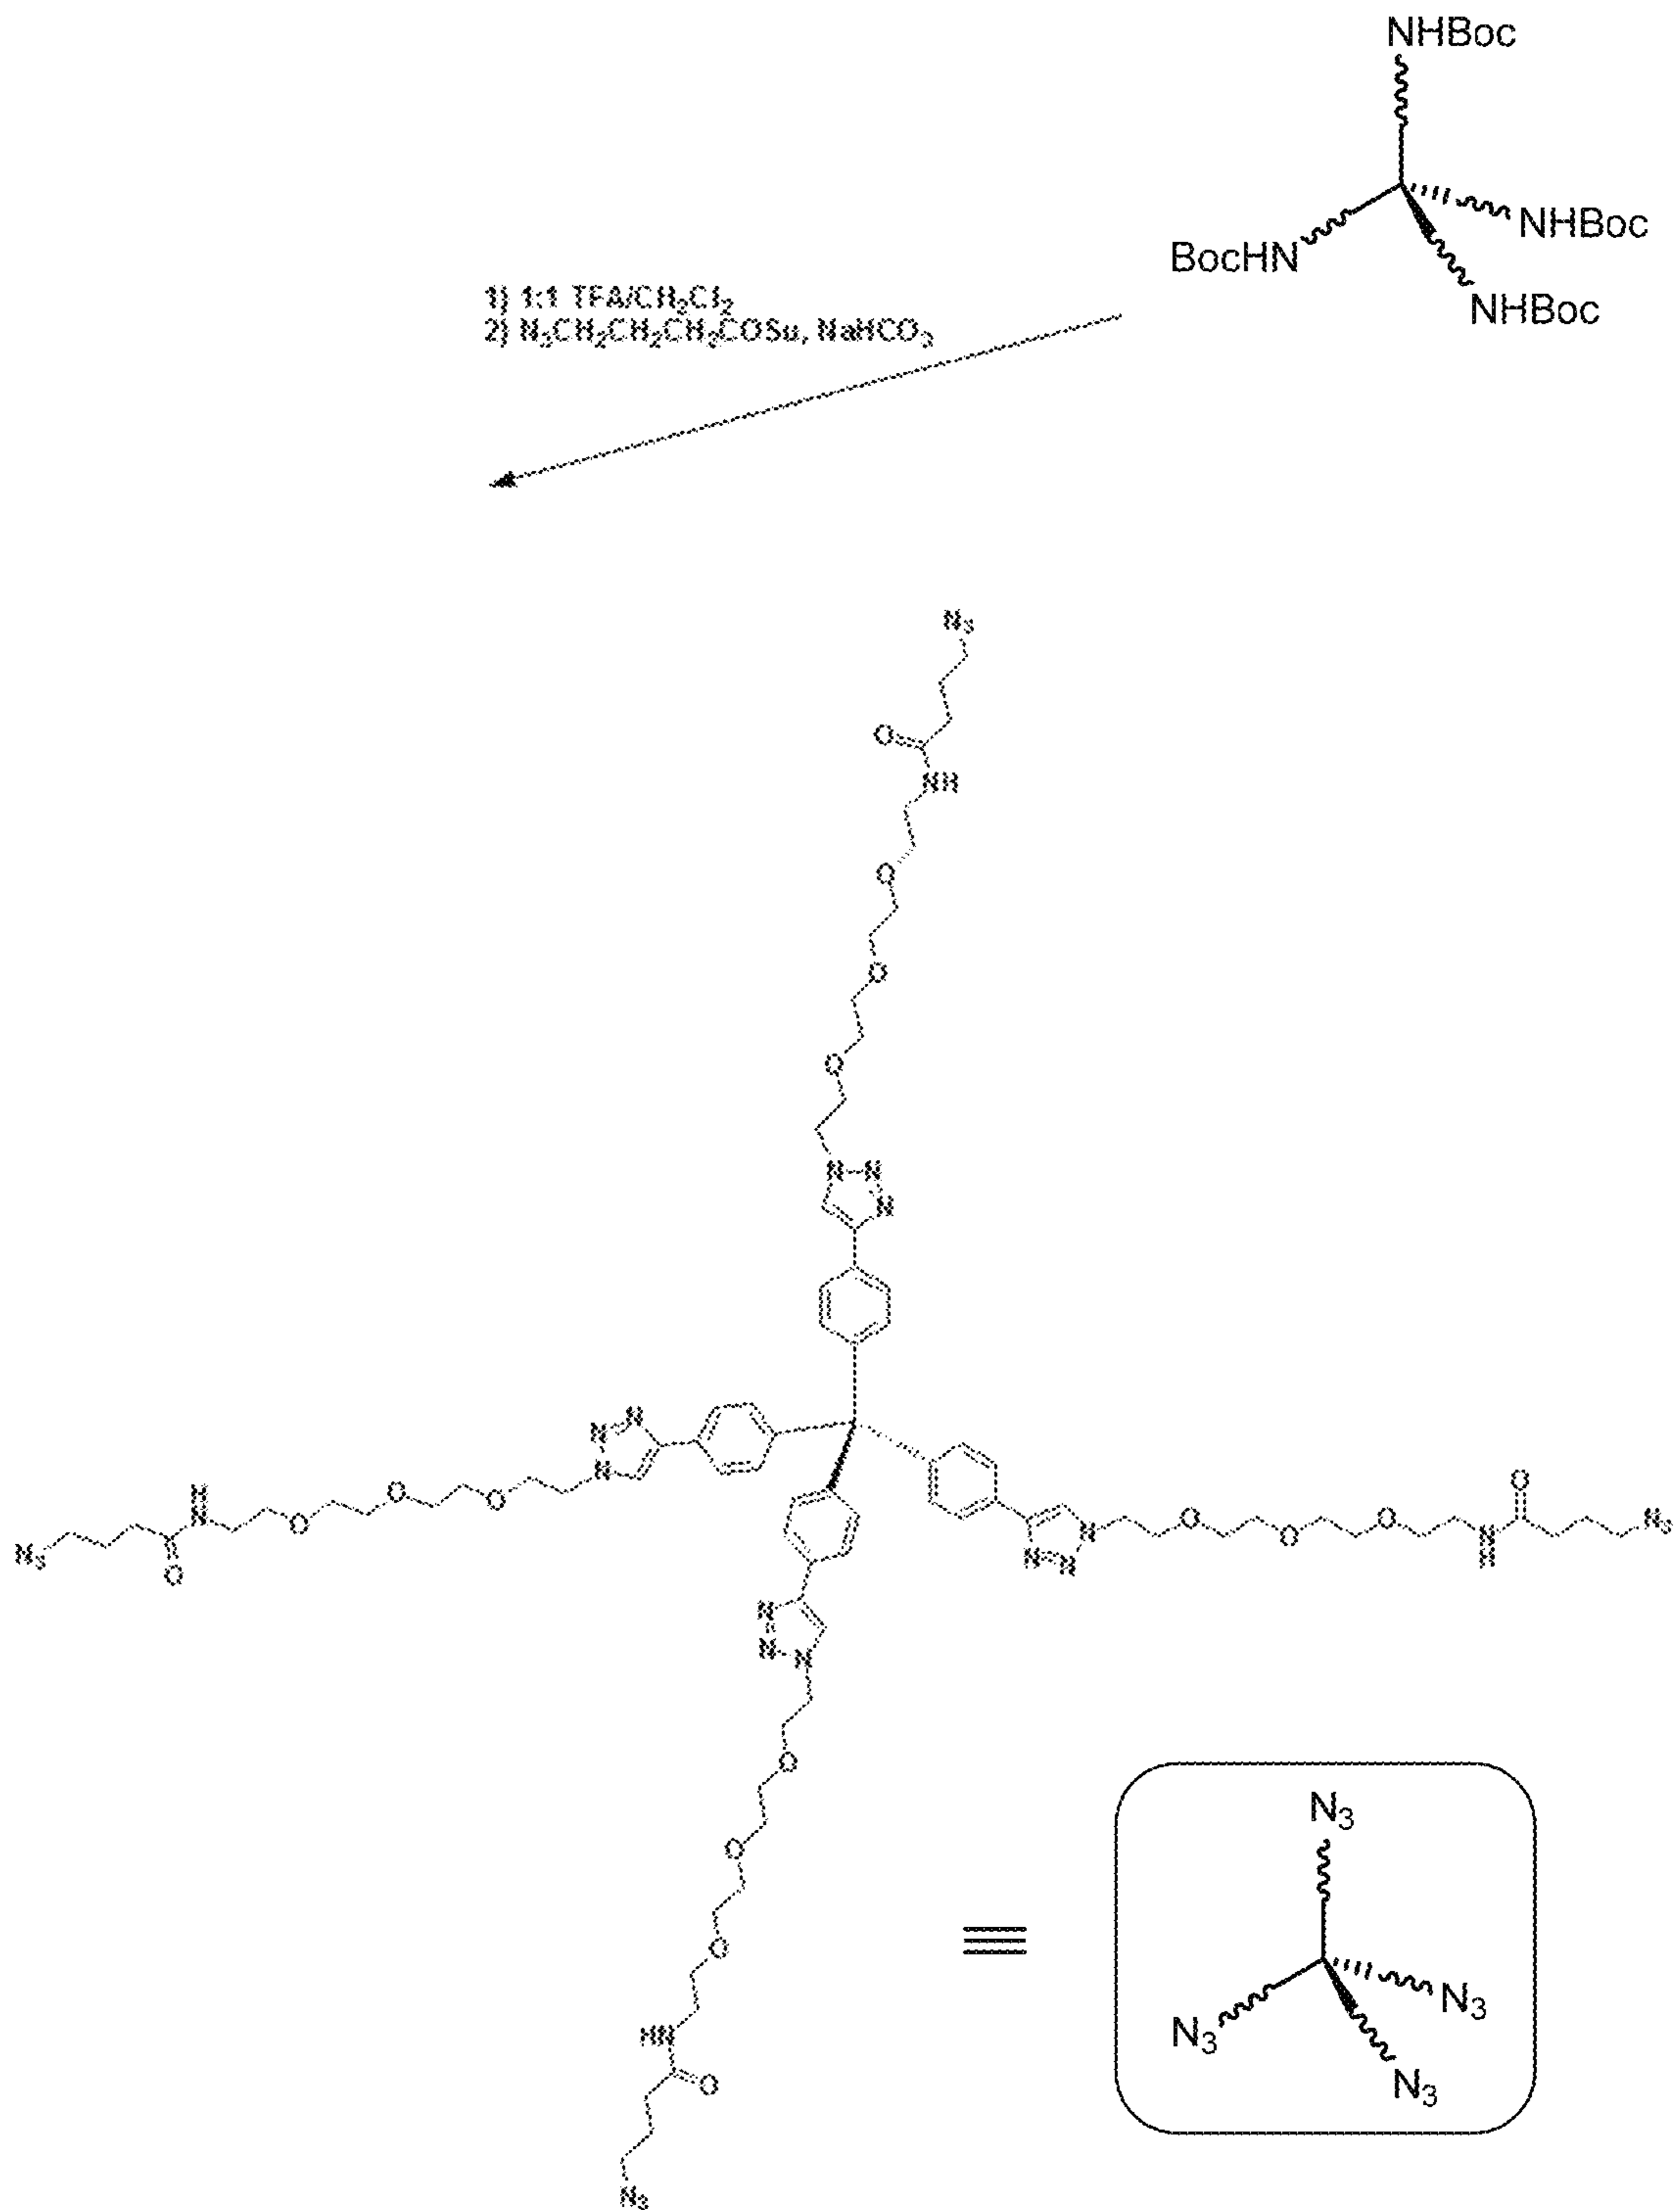 NHBoc
NHBoc
BocHN
NHBoc
1) 1:1 TFA/CH₂Cl₂
2) N₃CH₂CH₂CH₂COSu, NaHCO₃
N₃
O
NH
O
O
O
N N
N
N N
N
H
N
O
O
O
N₃
O
O
O
O
O
N
N N
N
H
N₃
N
N N
O
O
O
HN
O
N₃
N₃
N₃
N₃
N₃